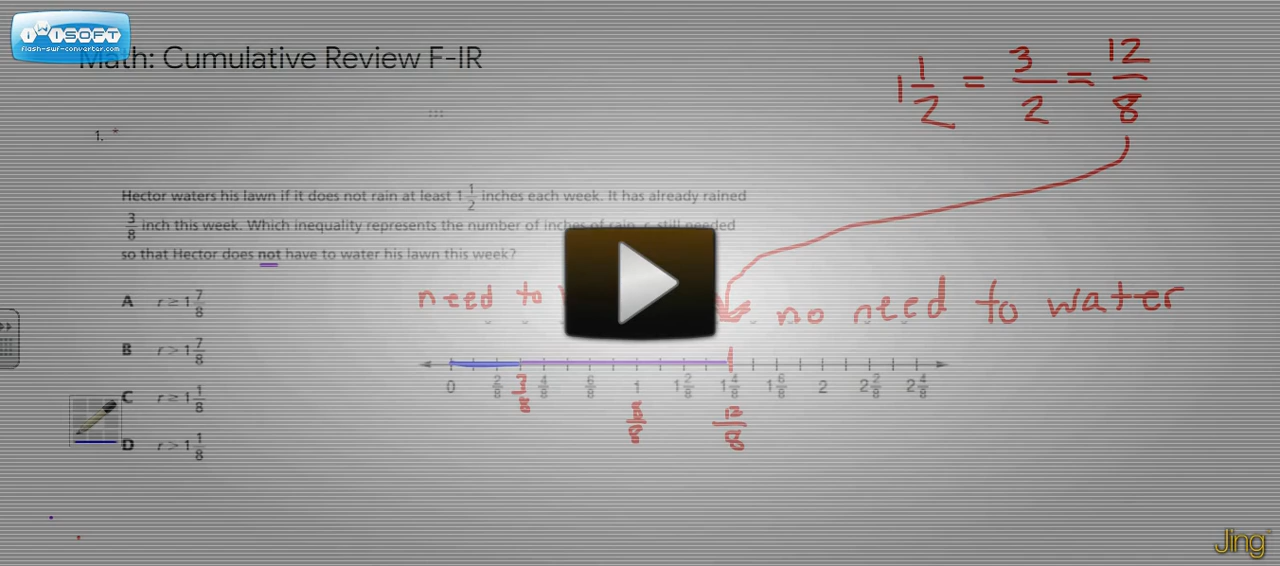 iWiSOFT
flash-swf-converter.com
Math: Cumulative Review F-IR
1 1/2 = 3/2 = 12/8
1. *
Hector waters his lawn if it does not rain at least 1 1/2 inches each week. It has already rained
3/8 inch this week. Which inequality represents the number of inches of rain, r, still needed
so that Hector does not have to water his lawn this week?
A r ≥ 1 7/8
B r > 1 7/8
C r ≥ 1 1/8
D r > 1 1/8
need to
no need to water
0 2/8 3/8 4/8 6/8 1 1 2/8 1 4/8 1 6/8 2 2 2/8 2 4/8
8/8 12/8
Jing